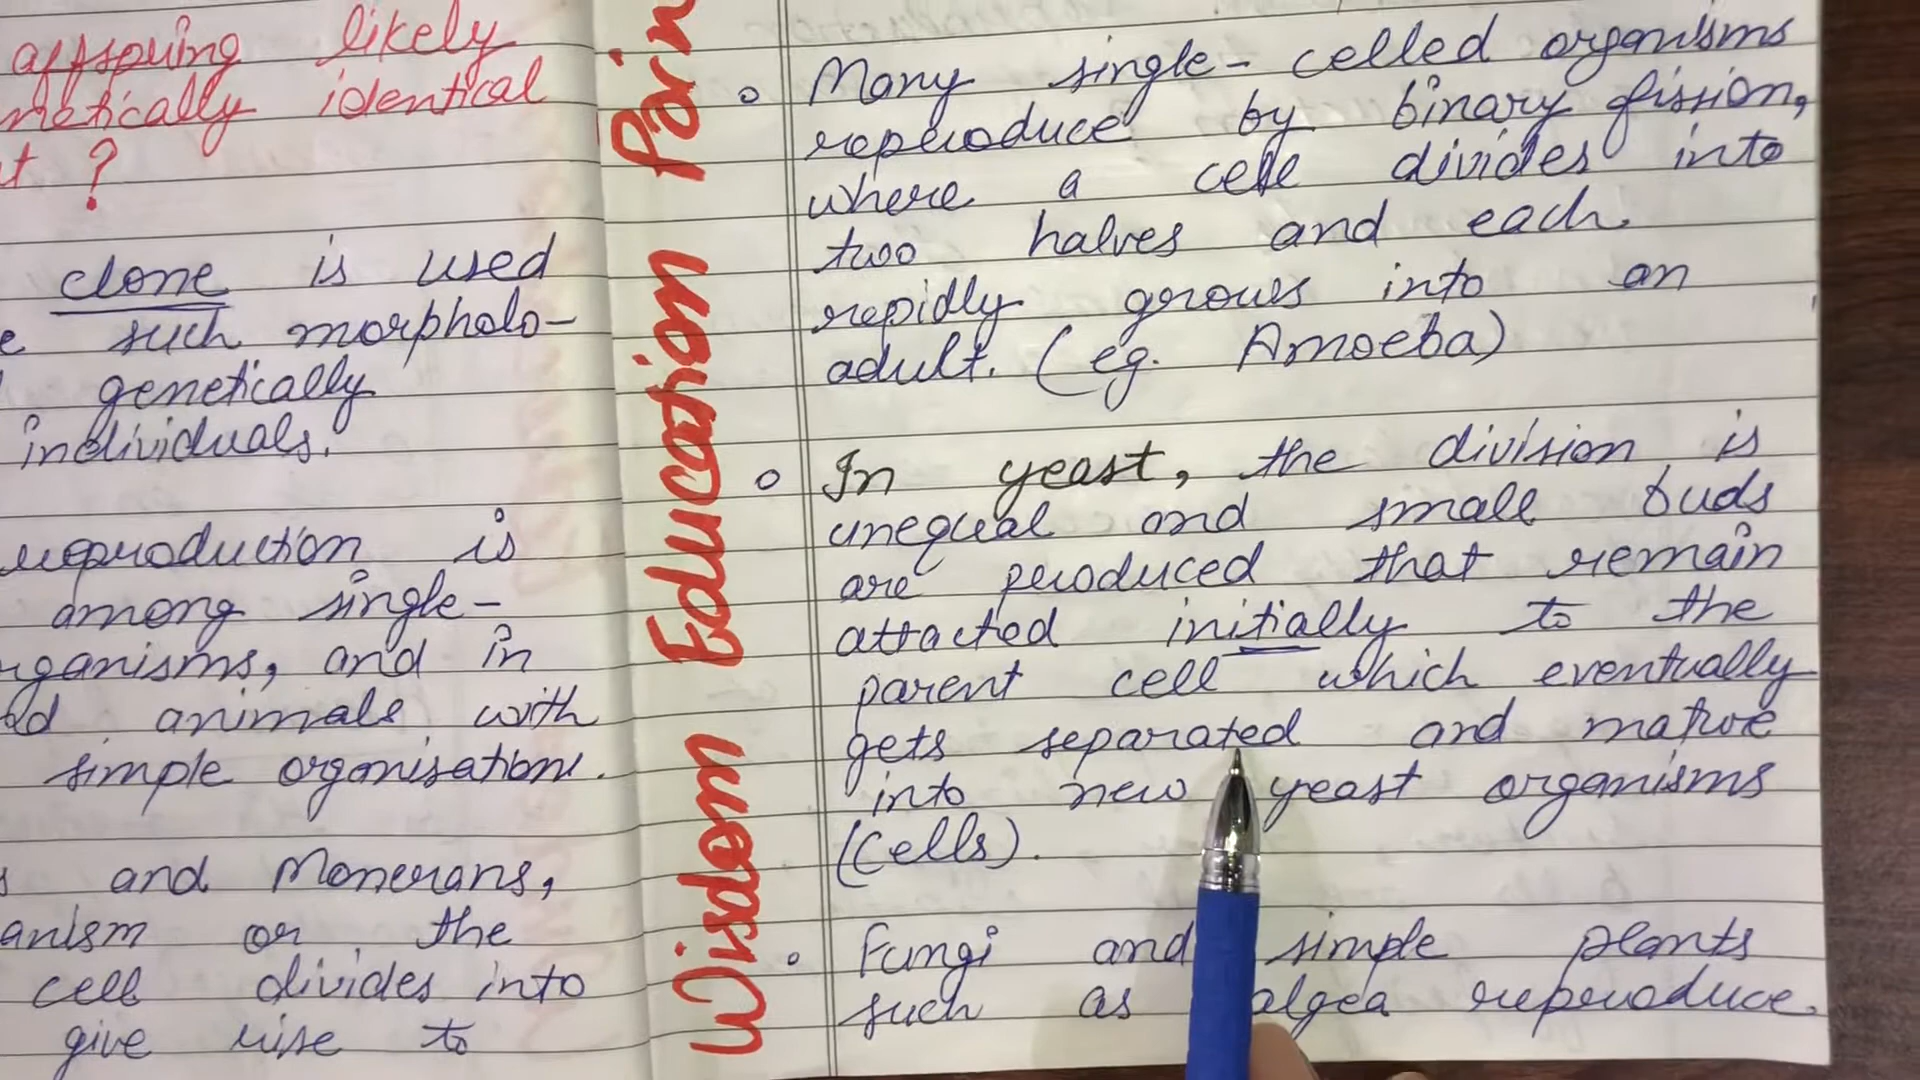 offspring likely
netically identical
t ?
clone is used
e such morpholo-
genetically
individuals.
reproduction is
among single-
rganisms, and in
animals with
simple organisation.
s and Monerans,
anism or the
cell divides into
give rise to
Wisdom Education Poin
Many single-celled organisms
reproduce by binary fission,
where a cell divides into
two halves and each
repidly grows into an
adult. (eg. Amoeba)
In yeast, the division is
unequal and small buds
are produced that remain
attacted initially to the
parent cell which eventually
gets separated and mature
into new yeast organisms
(Cells).
Fungi and simple plants
such as algea reproduce